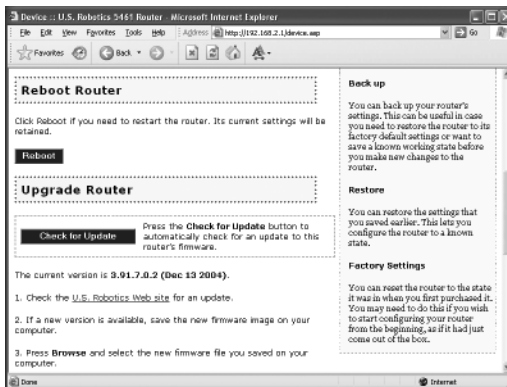 Device :: U.S. Robotics 5461 Router - Microsoft Internet Explorer
File Edit View Favorites Tools Help Address http://192.168.2.1/device.asp Go
Favorites Back
Reboot Router
Click Reboot if you need to restart the router. Its current settings will be
retained.
Reboot
Upgrade Router
Check for Update
Press the Check for Update button to
automatically check for an update to this
router's firmware.
The current version is 3.91.7.0.2 (Dec 13 2004).
1. Check the U.S. Robotics Web site for an update.
2. If a new version is available, save the new firmware image on your
computer.
3. Press Browse and select the new firmware file you saved on your
computer.
Back up
You can back up your router's
settings. This can be useful in case
you need to restore the router to its
factory default settings or want to
save a known working state before
you make new changes to the
router.
Restore
You can restore the settings that
you saved earlier. This lets you
configure the router to a known
state.
Factory Settings
You can reset the router to the state
it was in when you first purchased it.
You may need to do this if you wish
to start configuring your router
from the beginning, as if it had just
come out of the box.
Done Internet